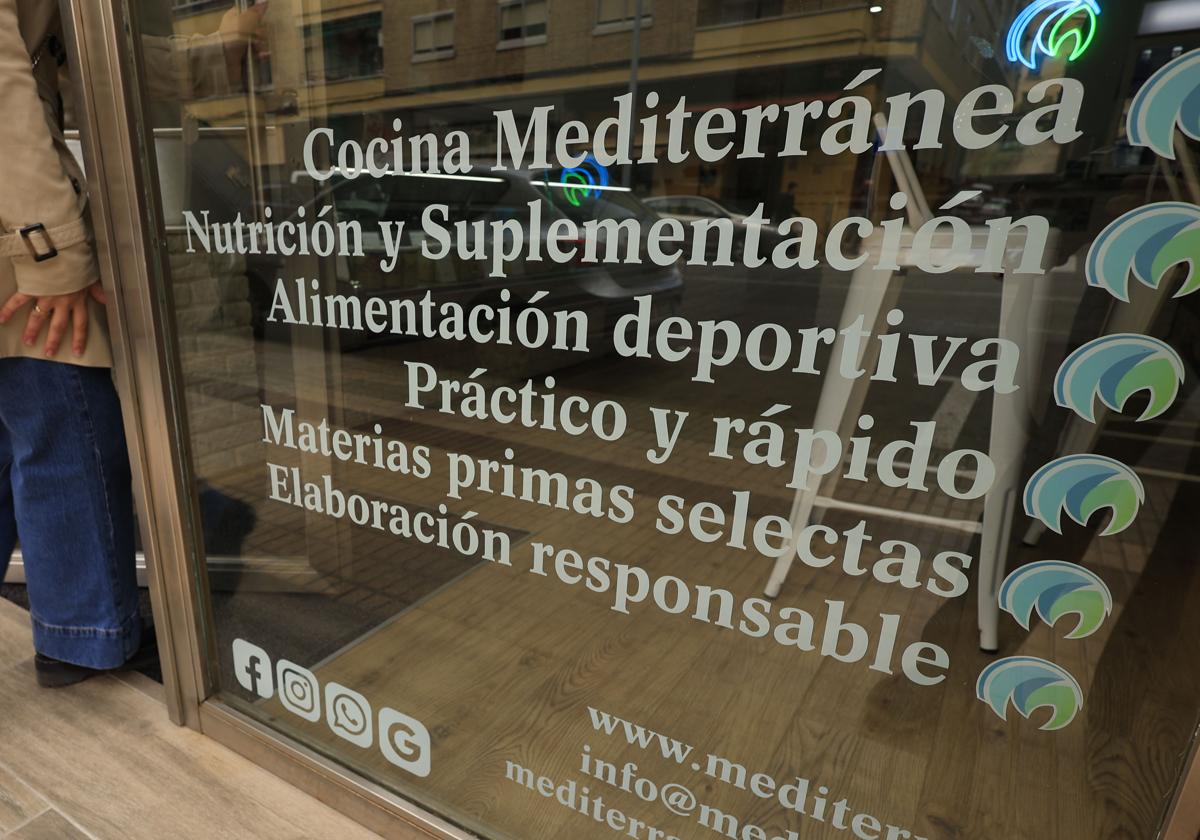 Cocina Mediterránea
Nutrición y Suplementación
Alimentación deportiva
Práctico y rápido
Materias primas selectas
Elaboración responsable
www.mediterr
info@med
mediterra